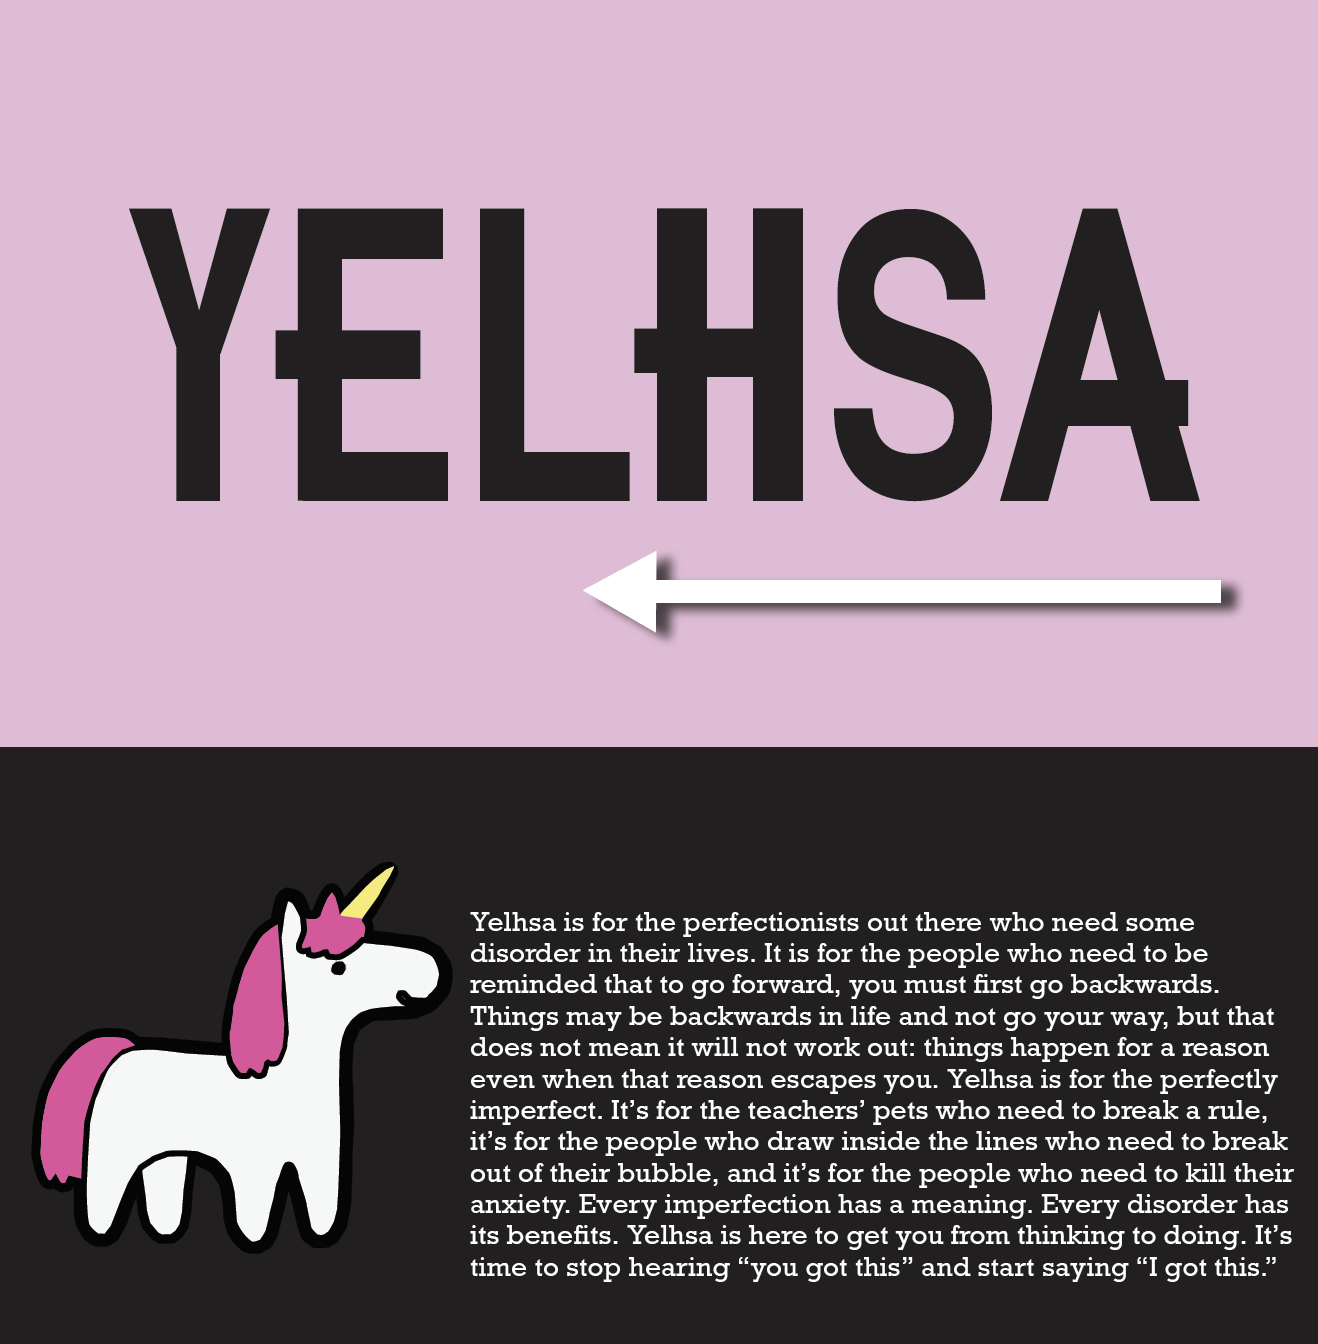 YELHSA
Yelhsa is for the perfectionists out there who need some
disorder in their lives. It is for the people who need to be
reminded that to go forward, you must first go backwards.
Things may be backwards in life and not go your way, but that
does not mean it will not work out: things happen for a reason
even when that reason escapes you. Yelhsa is for the perfectly
imperfect. It’s for the teachers’ pets who need to break a rule,
it’s for the people who draw inside the lines who need to break
out of their bubble, and it’s for the people who need to kill their
anxiety. Every imperfection has a meaning. Every disorder has
its benefits. Yelhsa is here to get you from thinking to doing. It’s
time to stop hearing “you got this” and start saying “I got this.”